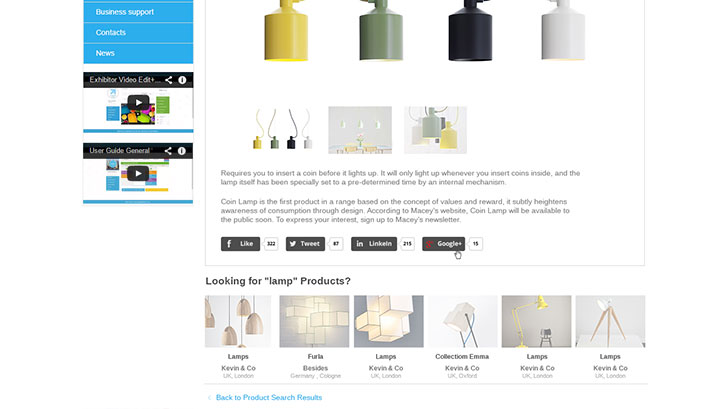 Business support
Contacts
News
Exhibitor Video Edit+...
User Guide General
Requires you to insert a coin before it lights up. It will only light up whenever you insert coins inside, and the
lamp itself has been specially set to a pre-determined time by an internal mechanism.
Coin Lamp is the first product in a range based on the concept of values and reward, it subtly heightens
awareness of consumption through design. According to Macey's website, Coin Lamp will be available to
the public soon. To express your interest, sign up to Macey's newsletter.
Like 322 Tweet 87 LinkeIn 215 Google+ 15
Looking for "lamp" Products?
Lamps Furla Lamps Collectiom Emma Lamps Lamps
Kevin & Co Besides Kevin & Co Kevin & Co Kevin & Co Kevin & Co
UK, London Germany , Cologne UK, London UK, Oxford UK, London UK, London
Back to Product Search Results